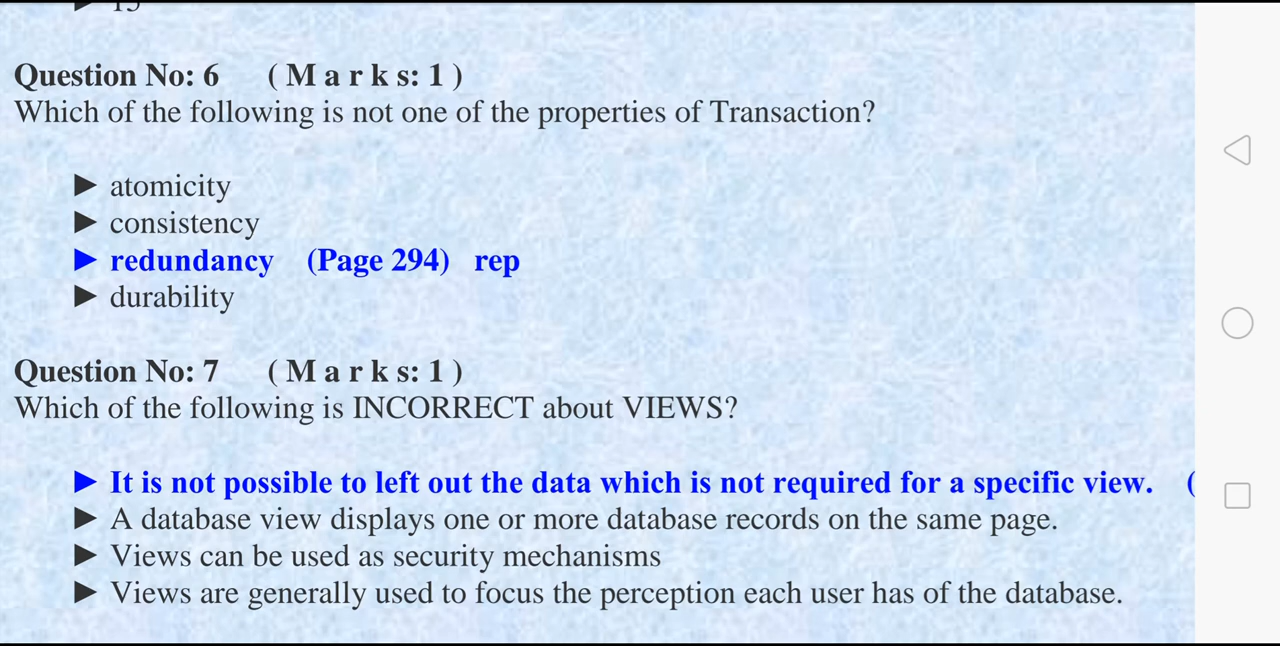 Question No: 6 ( M a r k s: 1 )
Which of the following is not one of the properties of Transaction?
► atomicity
► consistency
► redundancy (Page 294) rep
► durability
Question No: 7 ( M a r k s: 1 )
Which of the following is INCORRECT about VIEWS?
► It is not possible to left out the data which is not required for a specific view. (
► A database view displays one or more database records on the same page.
► Views can be used as security mechanisms
► Views are generally used to focus the perception each user has of the database.